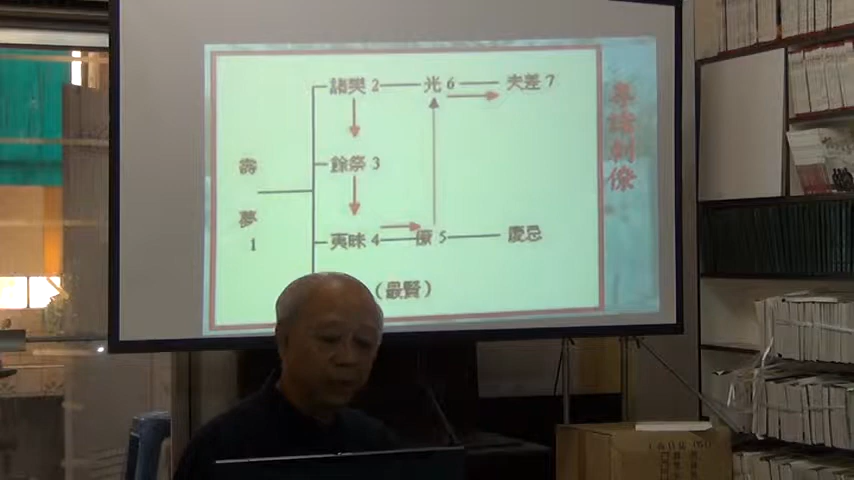 專諸刺僚
諸樊 2 光 6 夫差 7
餘祭 3
壽夢 1
夷昧 4 僚 5 慶忌
(最賢)